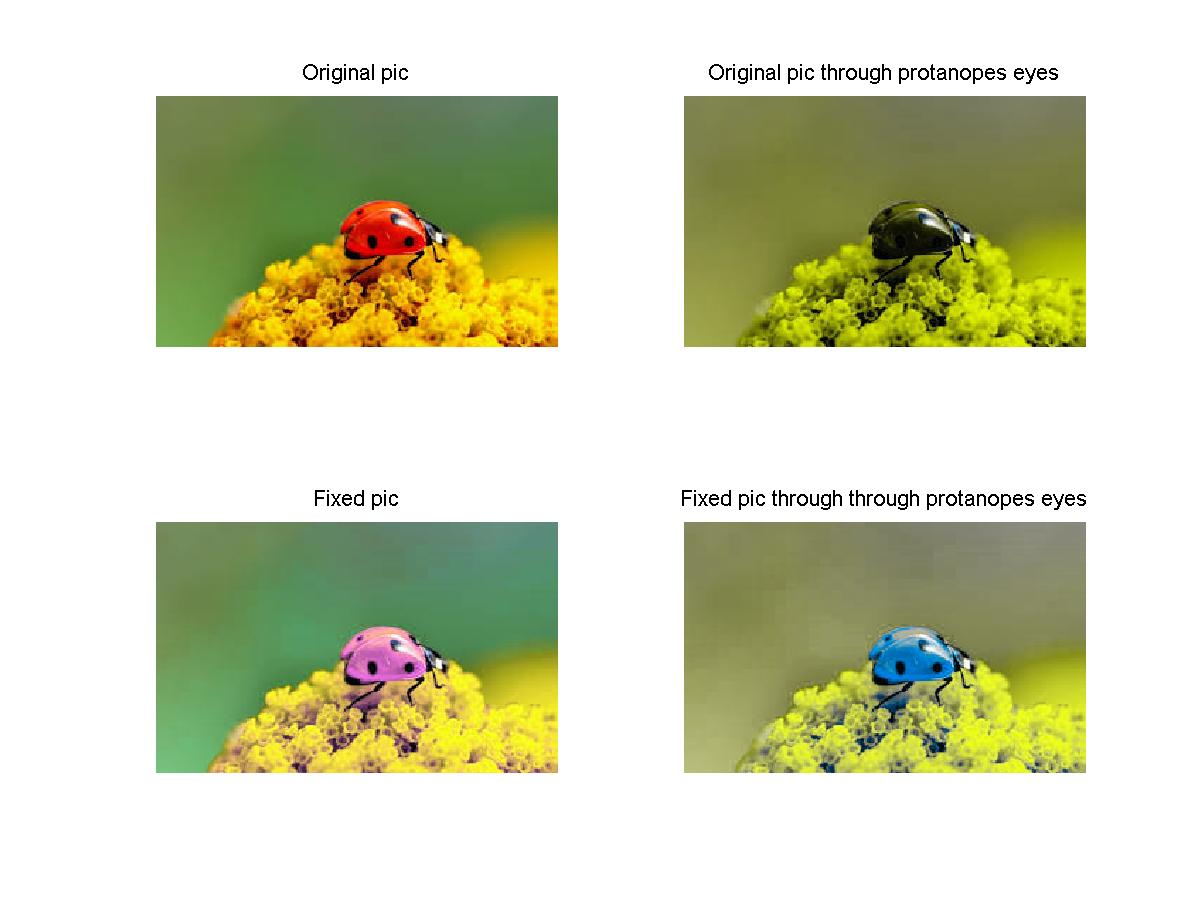 Original pic
Original pic through protanopes eyes
Fixed pic
Fixed pic through through protanopes eyes